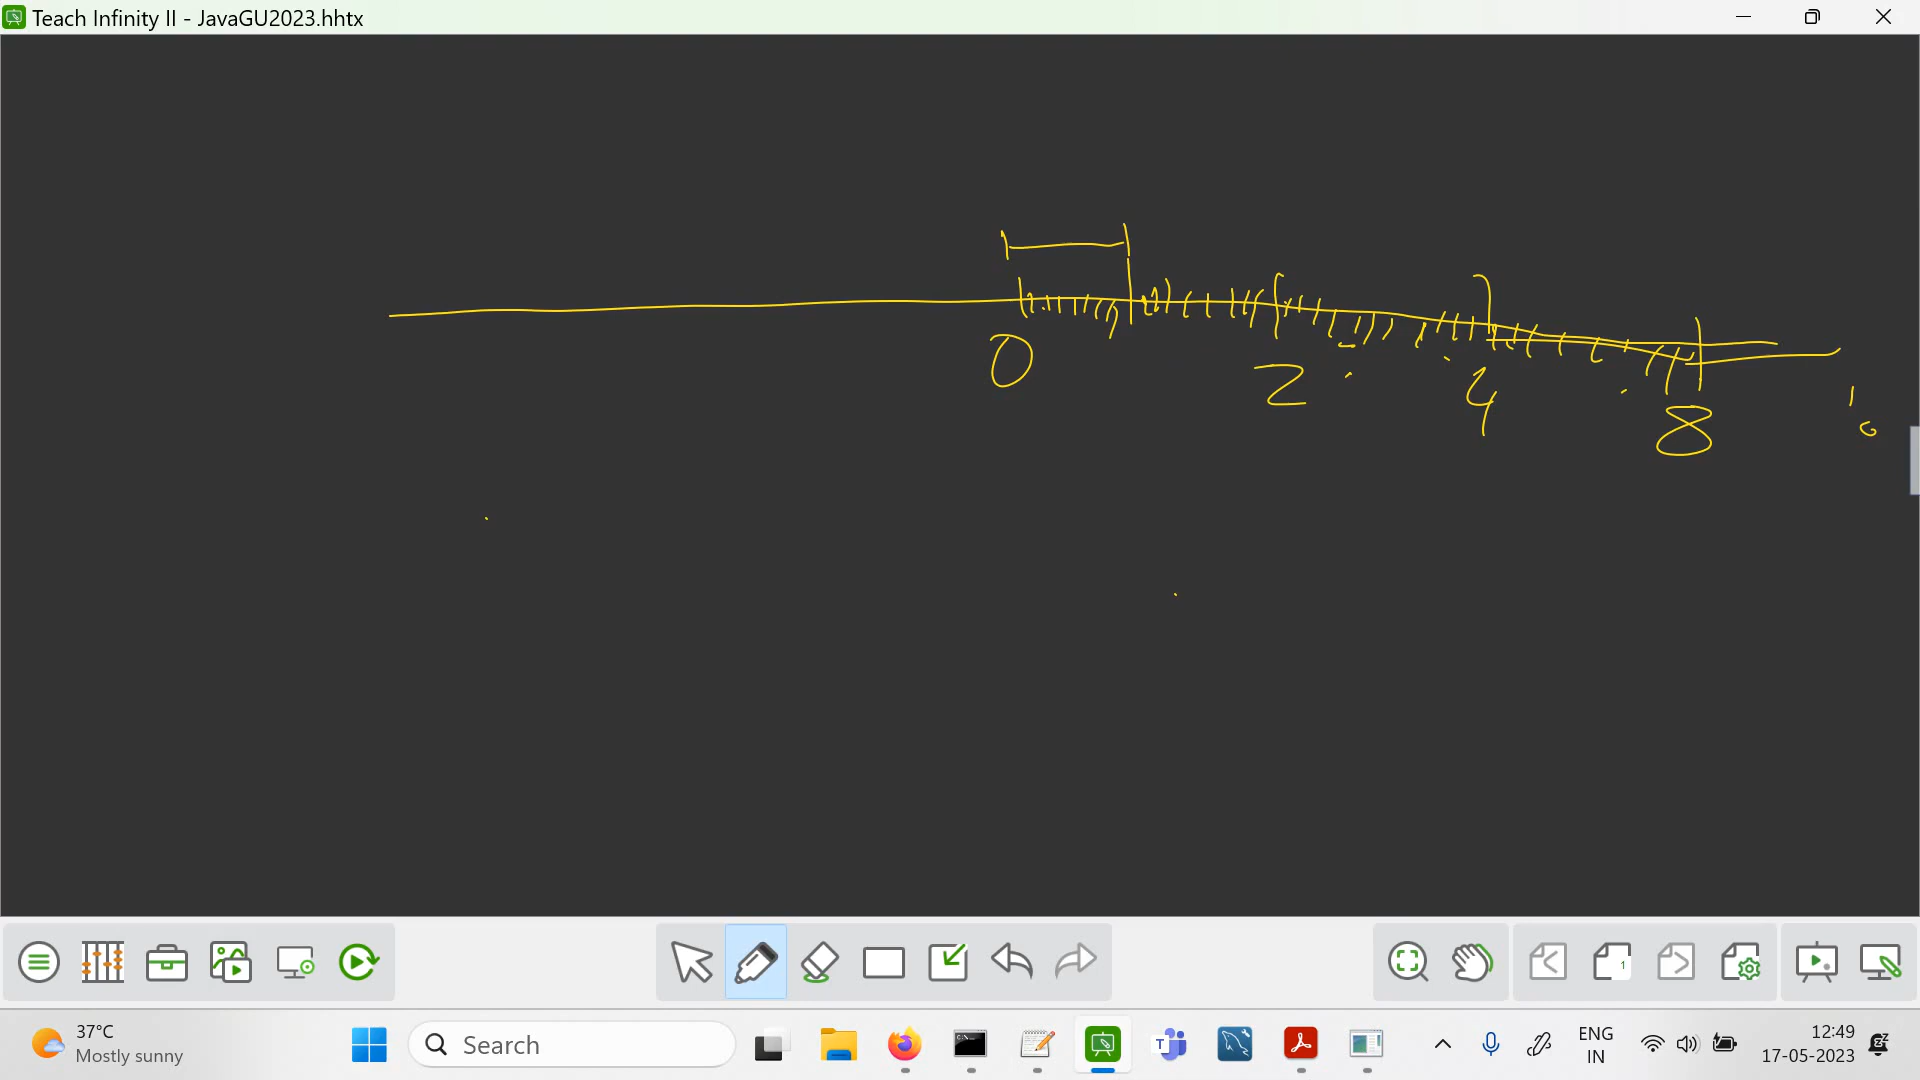 Teach Infinity II - JavaGU2023.hhtx
0 2 4 8
1
37°C
Mostly sunny
Search
ENG
IN
12:49
17-05-2023